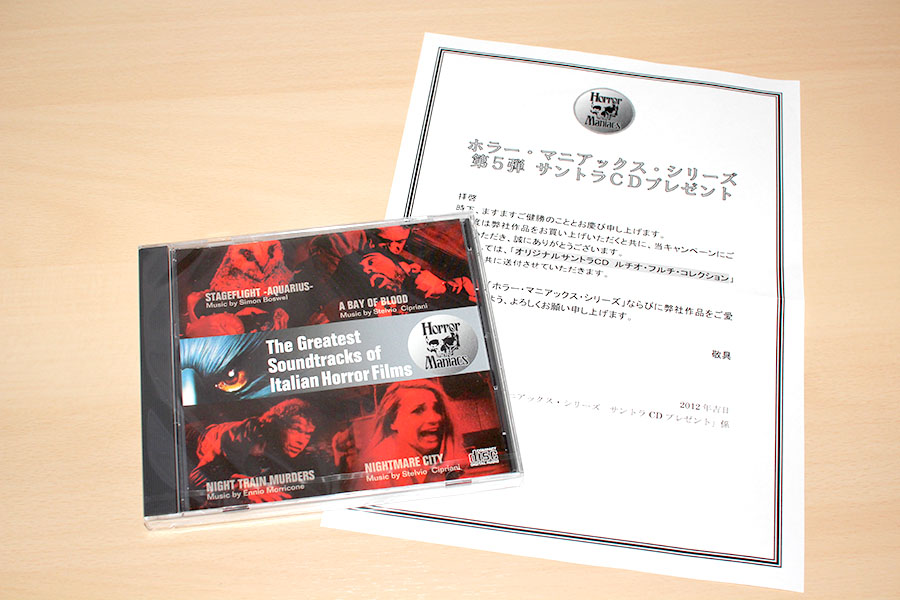 Horror
Maniacs
ホラー・マニアックス・シリーズ
第5弾 サントラCDプレゼント
拝啓
時下、ますますご健勝のこととお慶び申し上げます。
度は弊社作品をお買い上げいただくと共に、当キャンペーンにご
いただき、誠にありがとうございます。
しては、「オリジナルサントラCD ルチオ・フルチ・コレクション」
共に送付させていただきます。
「ホラー・マニアックス・シリーズ」ならびに弊社作品をご愛
よう、よろしくお願い申し上げます。
敬具
2012年吉日
ニアックス・シリーズ サントラCDプレゼント」係
STAGEFLIGHT -AQUARIUS-
Music by Simon Boswel
A BAY OF BLOOD
Music by Stelvio Cipriani
The Greatest
Soundtracks of
Italian Horror Films
Horror
Maniacs
NIGHT TRAIN MURDERS
Music by Ennio Morricone
NIGHTMARE CITY
Music by Stelvio Cipriani
disc